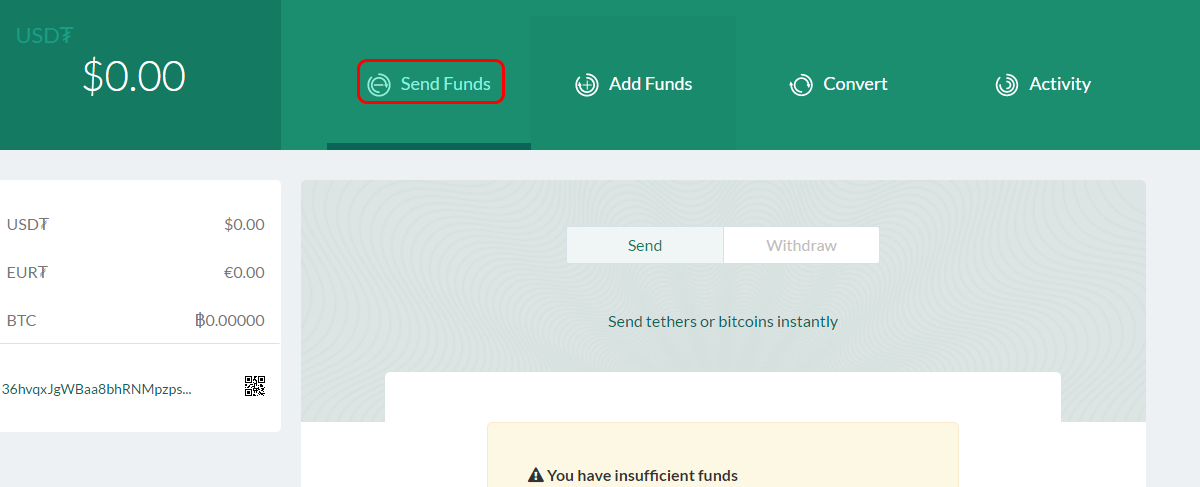 USD₮
$0.00
Send Funds
Add Funds
Convert
Activity
USD₮ $0.00
EUR₮ €0.00
BTC ฿0.00000
36hvqxJgWBaa8bhRNMpzps...
Send
Withdraw
Send tethers or bitcoins instantly
You have insufficient funds